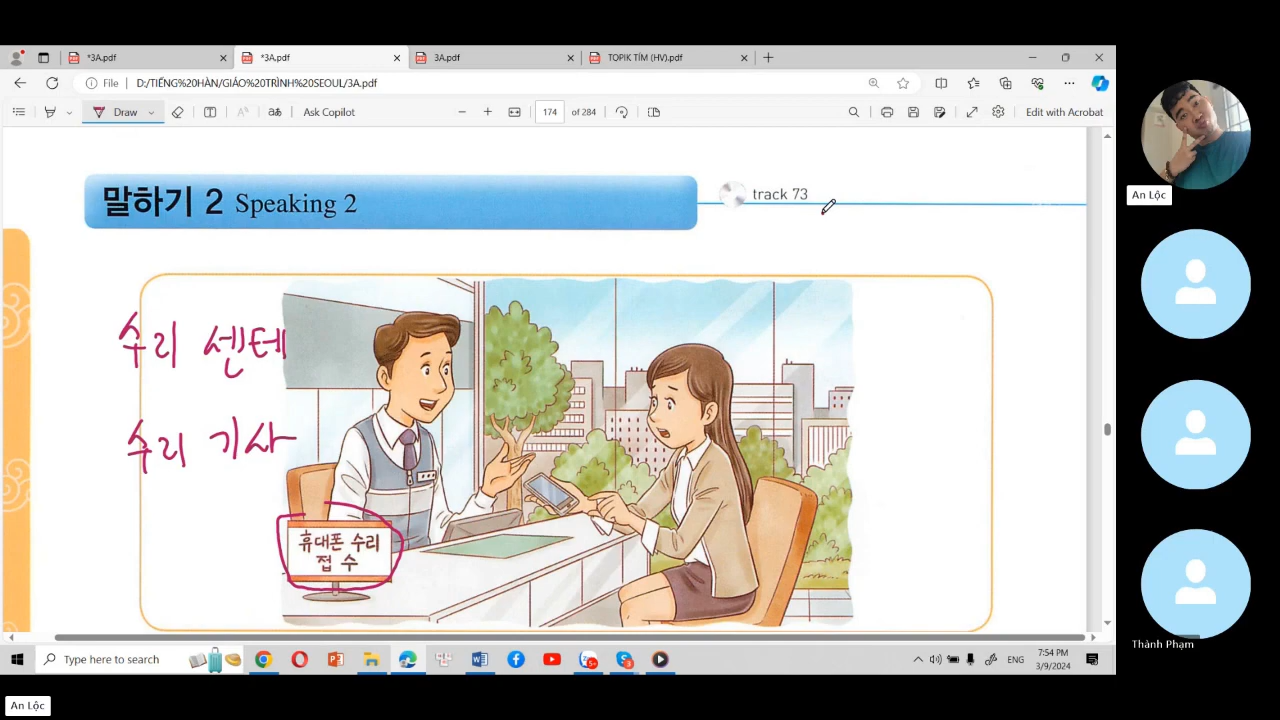 *3A.pdf
*3A.pdf
3A.pdf
TOPIK TÍM (HV).pdf
File
D:/TIẾNG%20HÀN/GIÁO%20TRÌNH%20SEOUL/3A.pdf
Draw
Ask Copilot
174 of 284
Edit with Acrobat
말하기 2 Speaking 2
track 73
수리 센테
수리 기사
휴대폰 수리
접수
Type here to search
ENG
7:54 PM
3/9/2024
An Lộc
Thành Phạm
An Lộc